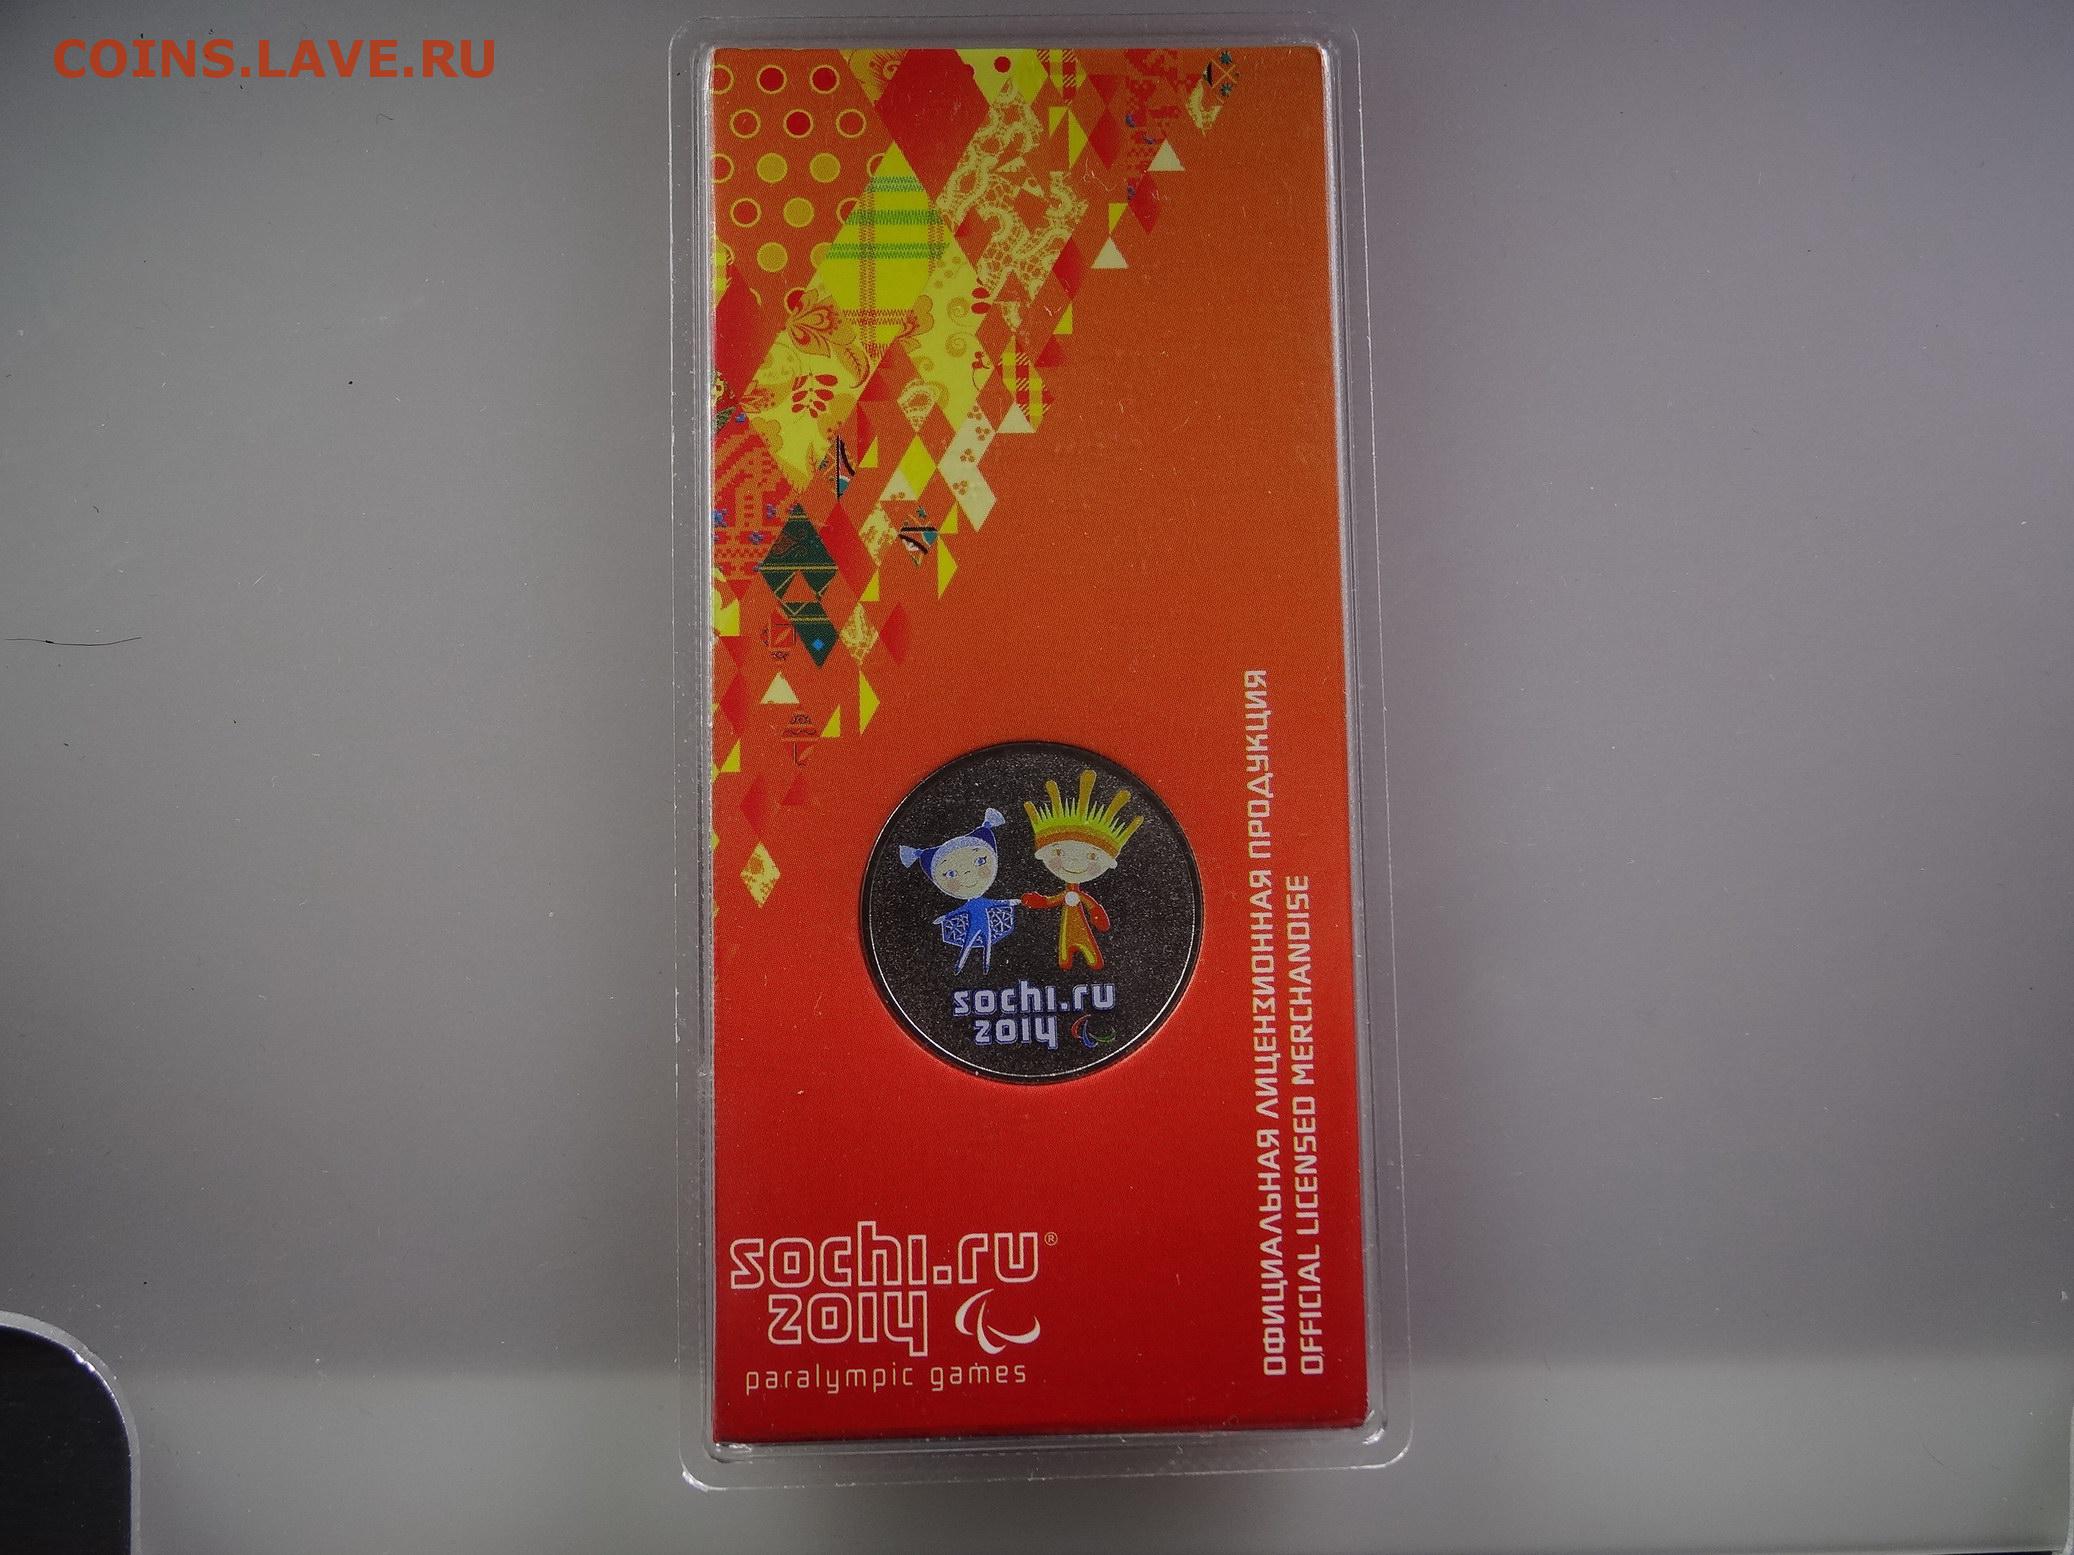 COINS.LAVE.RU
sochi.ru
2014
ОФИЦИАЛЬНАЯ ЛИЦЕНЗИОННАЯ ПРОДУКЦИЯ
OFFICIAL LICENSED MERCHANDISE
sochi.ru®
2014
paralympic games